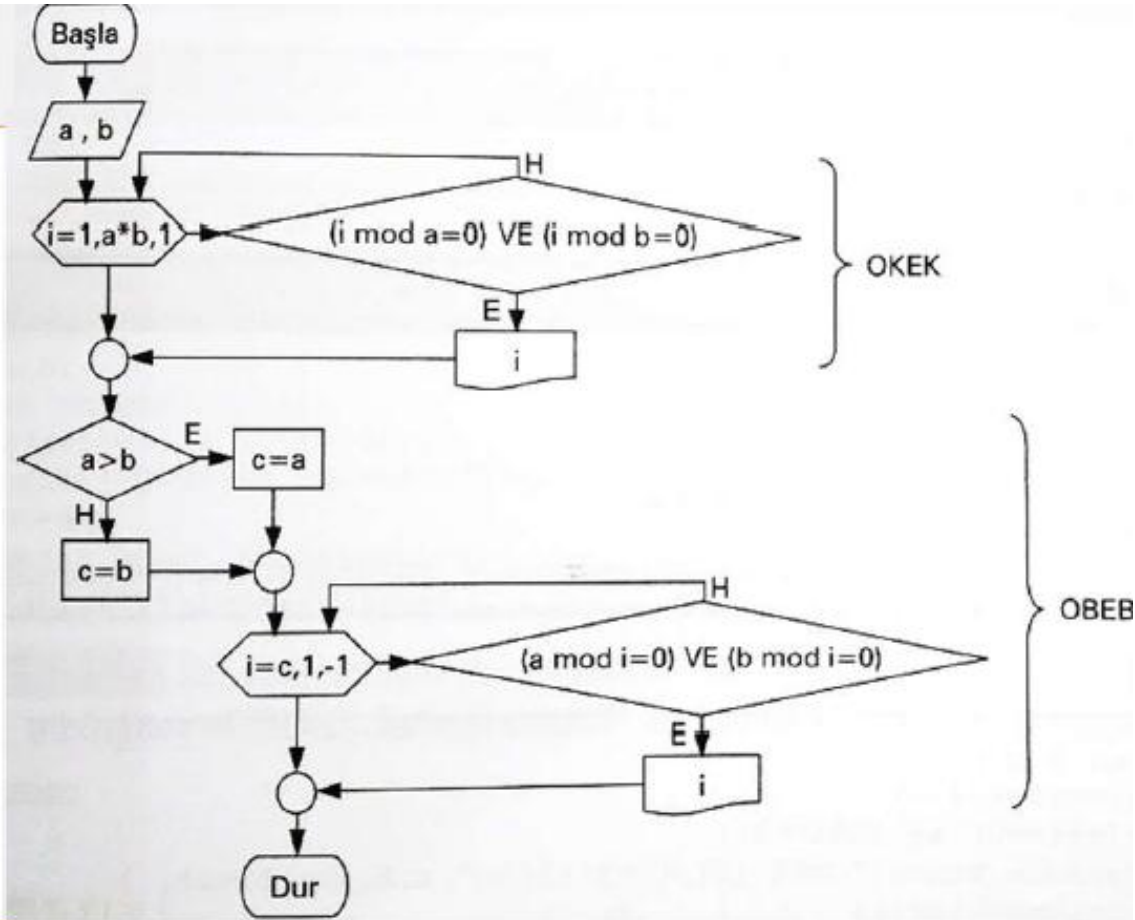 Başla
a , b
i=1,a*b,1
H
(i mod a=0) VE (i mod b=0)
OKEK
E
i
a>b
E
c=a
H
c=b
H
i=c,1,-1
(a mod i=0) VE (b mod i=0)
OBEB
E
i
Dur